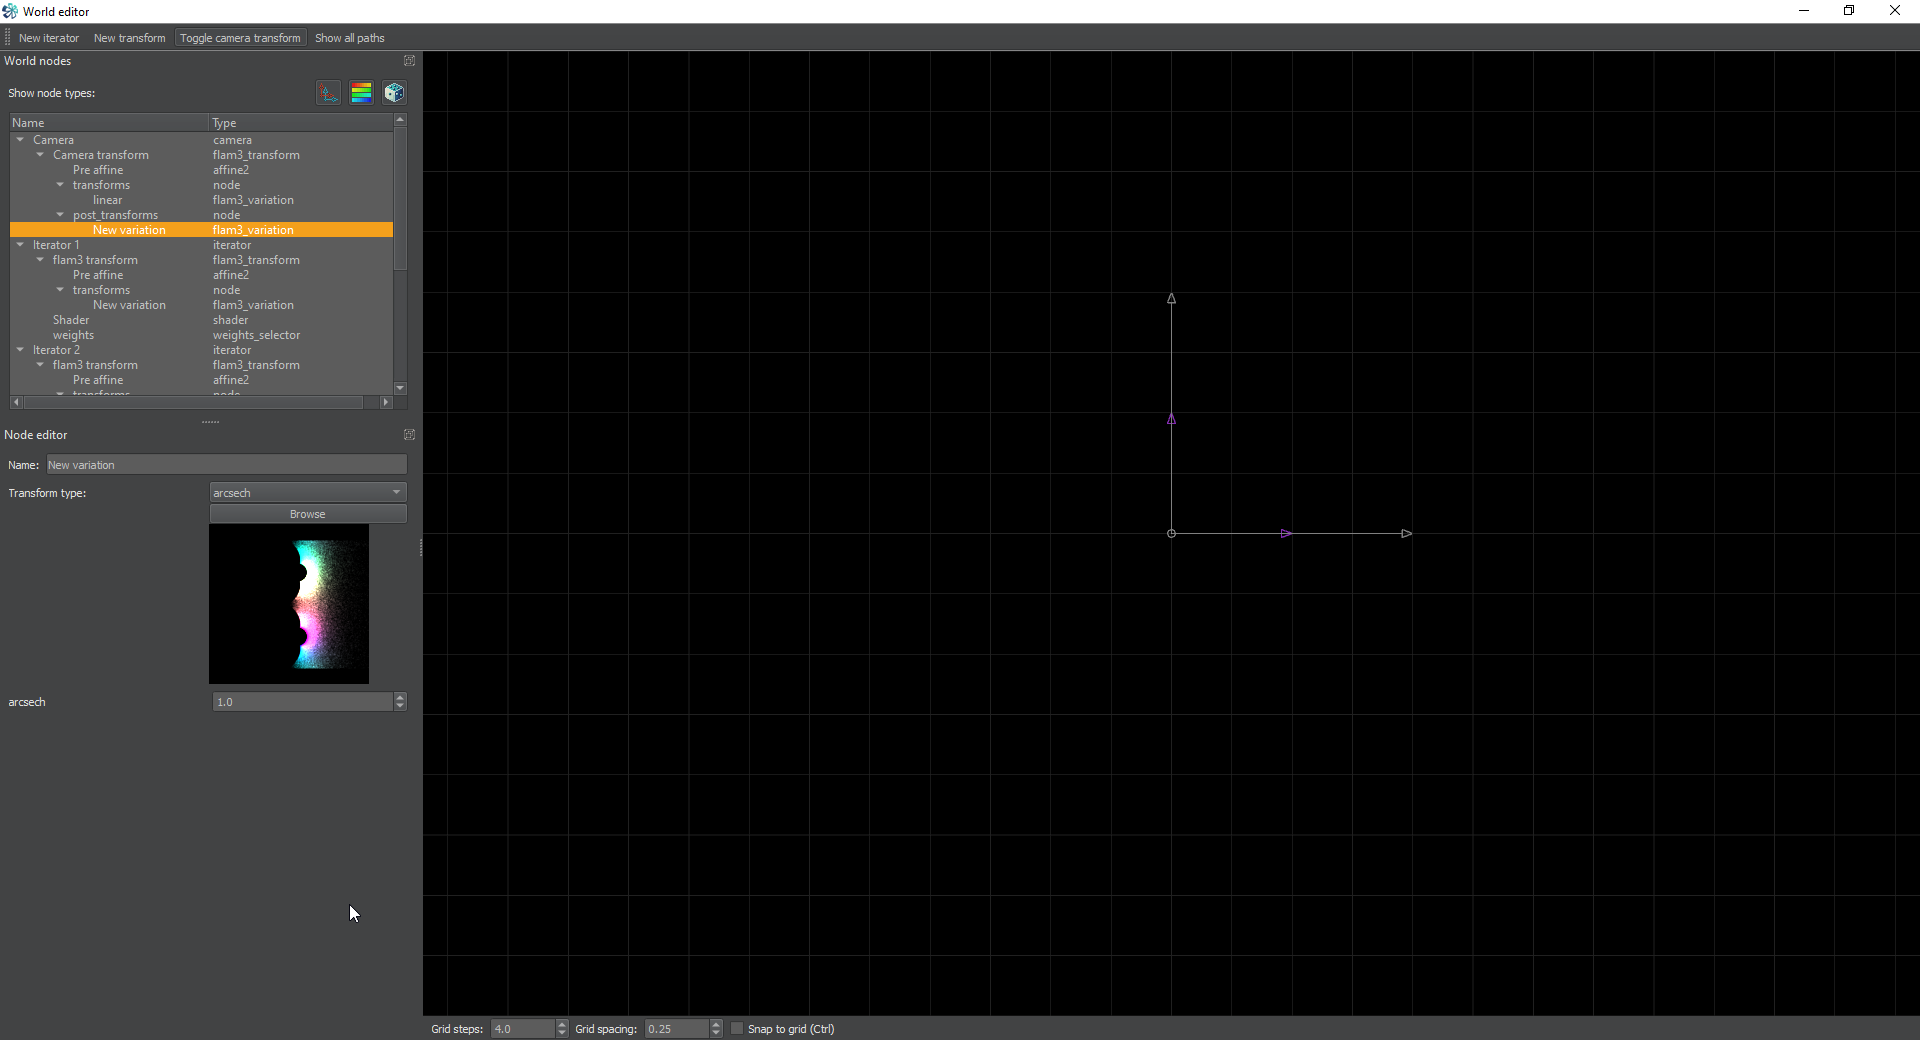 World editor
New iterator New transform Toggle camera transform Show all paths
World nodes
Show node types:
Name Type
Camera camera
Camera transform flam3_transform
Pre affine affine2
transforms node
linear flam3_variation
post_transforms node
New variation flam3_variation
Iterator 1 iterator
flam3 transform flam3_transform
Pre affine affine2
transforms node
New variation flam3_variation
Shader shader
weights weights_selector
Iterator 2 iterator
flam3 transform flam3_transform
Pre affine affine2
transforms node
Node editor
Name: New variation
Transform type: arcsech
Browse
arcsech 1.0
Grid steps: 4.0 Grid spacing: 0.25 Snap to grid (Ctrl)